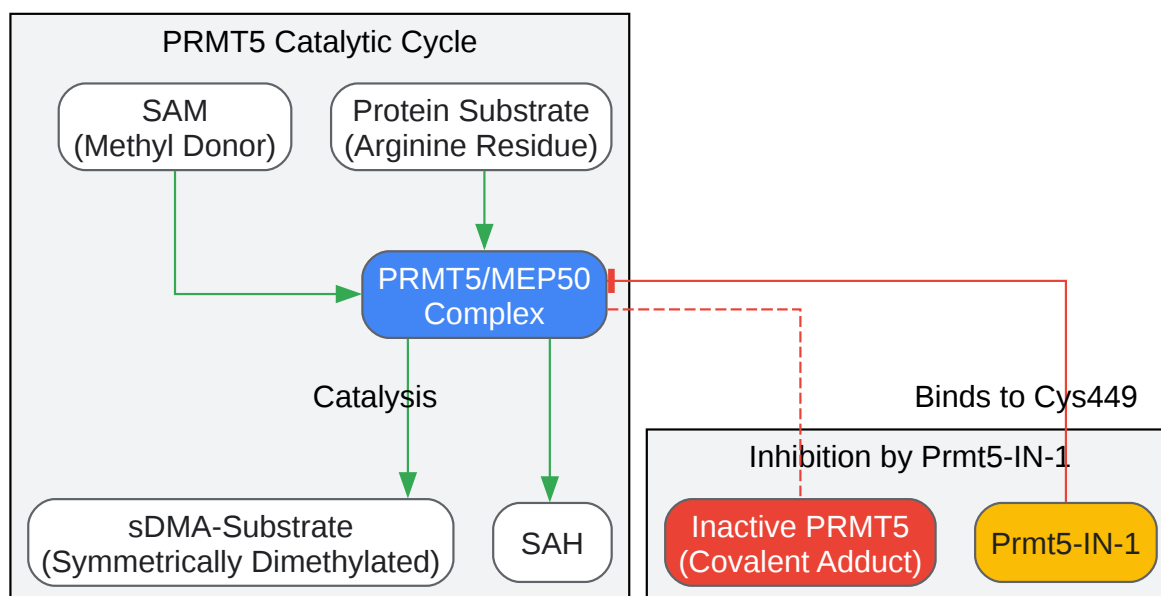 PRMT5 Catalytic Cycle
SAM
(Methyl Donor)
Protein Substrate
(Arginine Residue)
PRMT5/MEP50
Complex
Catalysis
Binds to Cys449
Inhibition by Prmt5-IN-1
sDMA-Substrate
(Symmetrically Dimethylated)
SAH
Inactive PRMT5
(Covalent Adduct)
Prmt5-IN-1